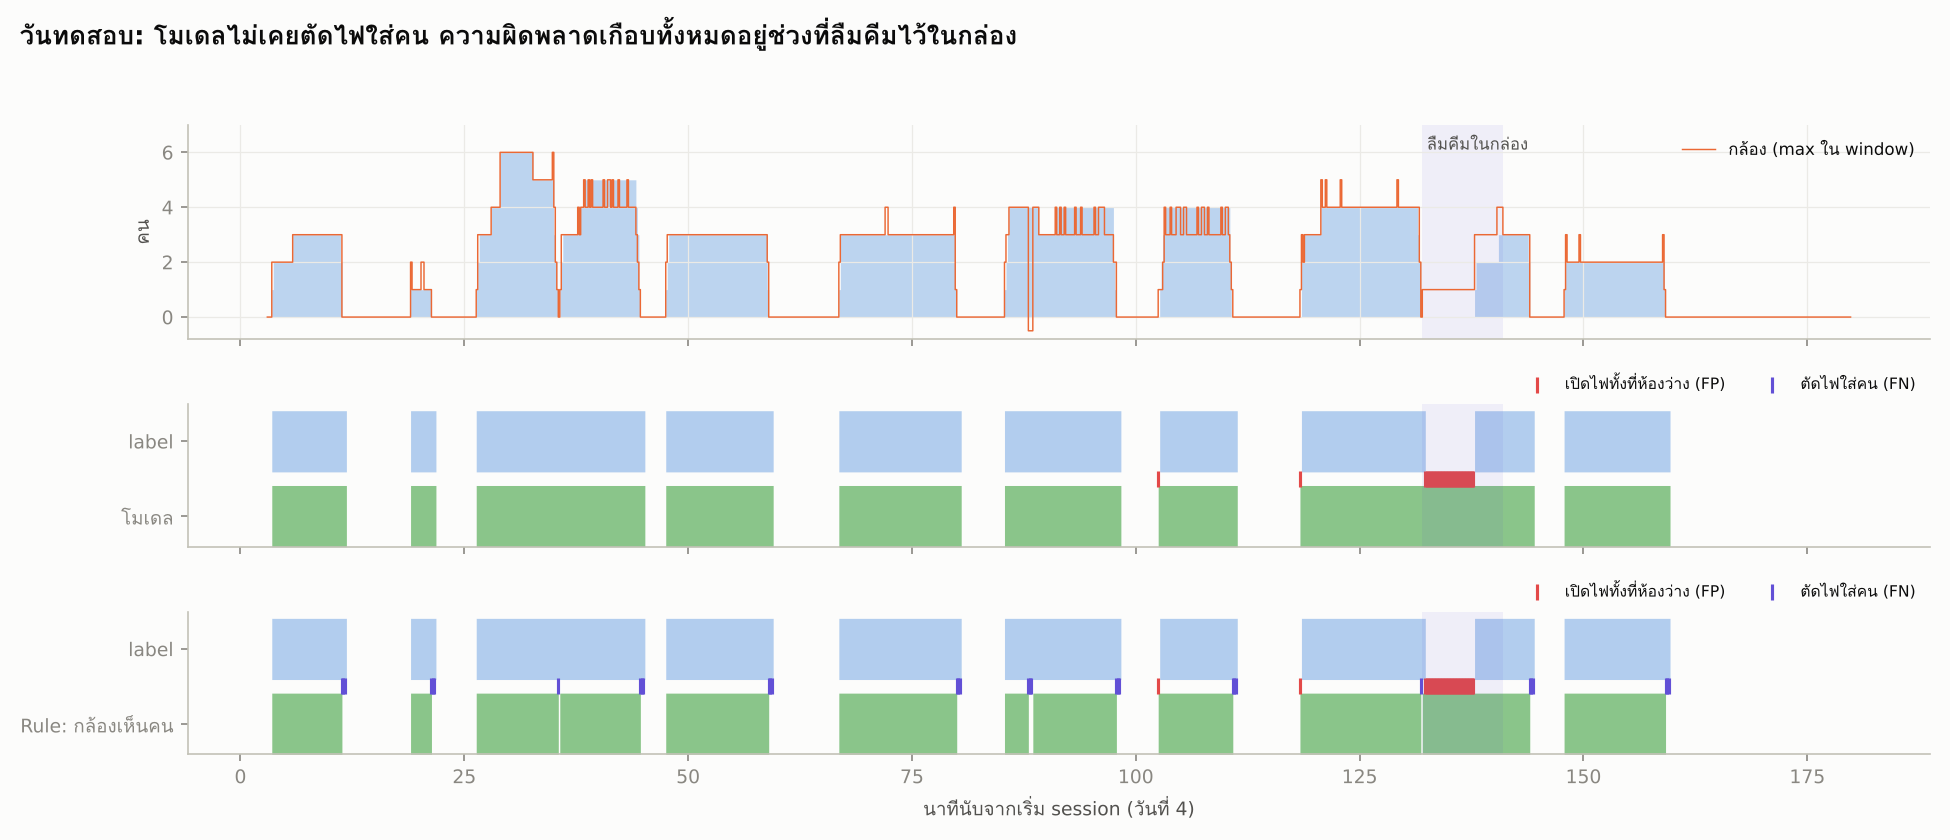 วันทดสอบ: โมเดลไม่เคยตัดไฟใส่คน ความผิดพลาดเกือบทั้งหมดอยู่ช่วงที่ลืมคีมไว้ในกล่อง
ลืมคีมในกล่อง
กล้อง (max ใน window)
คน
6
4
2
0
เปิดไฟทิ้งที่ห้องว่าง (FP)
ตัดไฟใส่คน (FN)
label
โมเดล
เปิดไฟทิ้งที่ห้องว่าง (FP)
ตัดไฟใส่คน (FN)
label
Rule: กล้องเห็นคน
0 25 50 75 100 125 150 175
นาทีนับจากเริ่ม session (วันที่ 4)